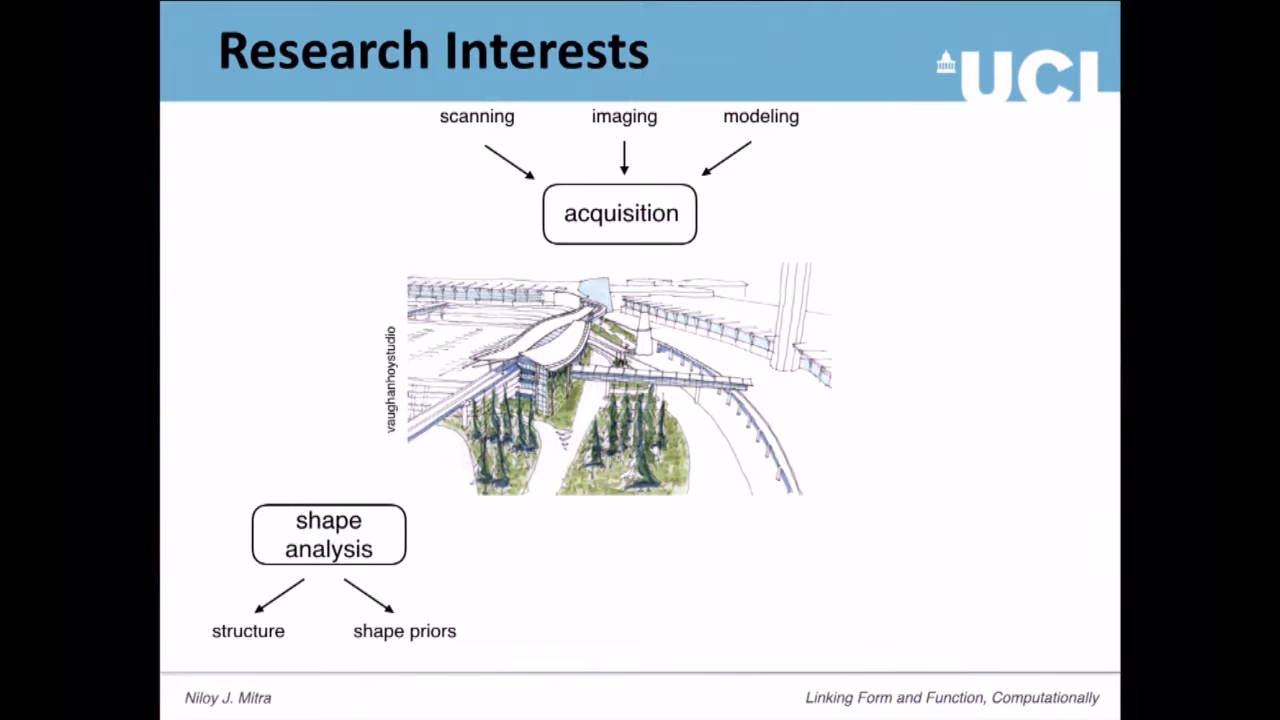 Research Interests
UCL
scanning
imaging
modeling
acquisition
vaughanhoystudio
shape
analysis
structure
shape priors
Niloy J. Mitra
Linking Form and Function, Computationally